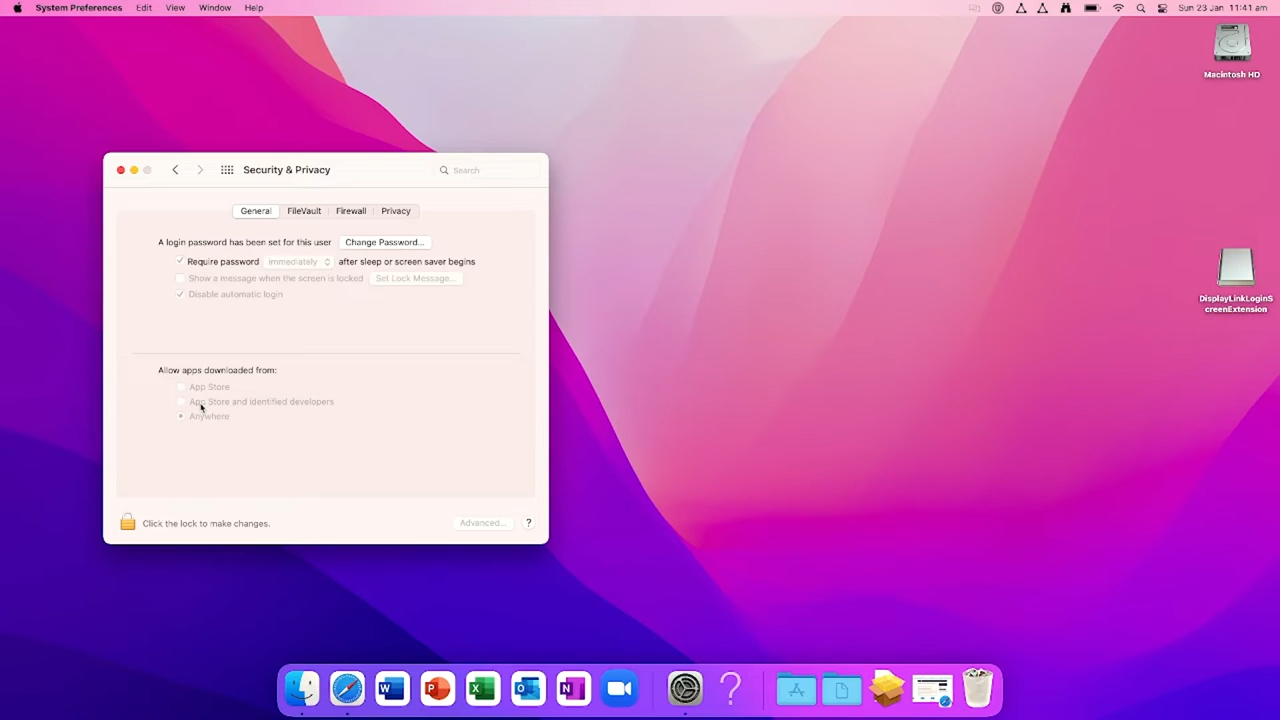 System Preferences Edit View Window Help Sun 23 Jan 11:41 am
Macintosh HD
Security & Privacy Search
General FileVault Firewall Privacy
A login password has been set for this user Change Password...
Require password immediately after sleep or screen saver begins
Show a message when the screen is locked Set Lock Message...
Disable automatic login
DisplayLinkLoginS
creenExtension
Allow apps downloaded from:
App Store
App Store and identified developers
Anywhere
Click the lock to make changes. Advanced... ?
W P X O N ?